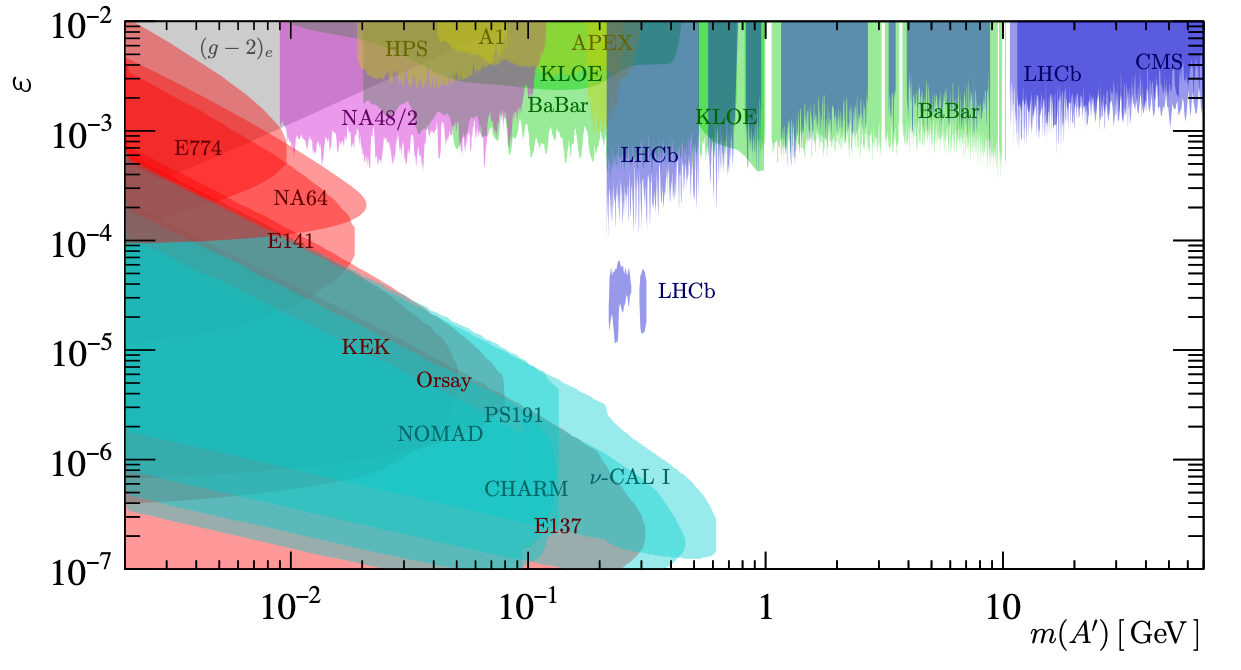 10⁻²
(g − 2)ₑ
HPS
A1
APEX
KLOE
LHCb
CMS
ε
BaBar
NA48/2
KLOE
BaBar
10⁻³
E774
LHCb
NA64
10⁻⁴
E141
LHCb
10⁻⁵
KEK
Orsay
PS191
NOMAD
10⁻⁶
ν-CAL I
CHARM
E137
10⁻⁷
10⁻² 10⁻¹ 1 10
m(A′) [GeV]